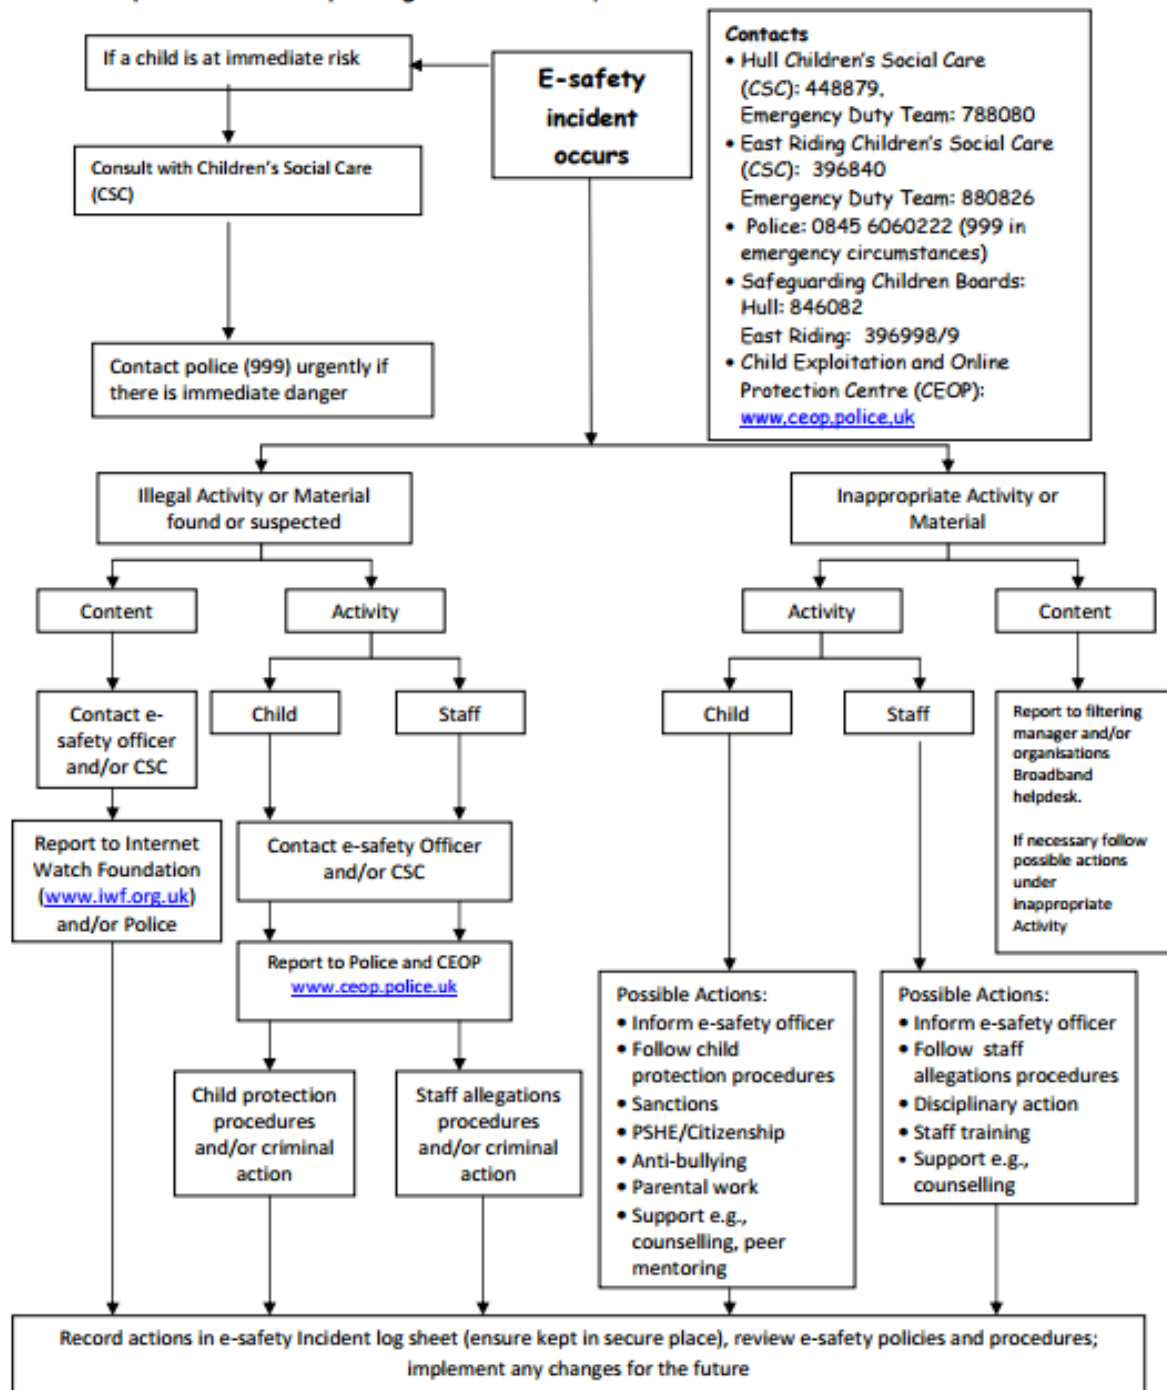 If a child is at immediate risk
E-safety
incident
occurs
Contacts
• Hull Children's Social Care
(CSC): 448879,
Emergency Duty Team: 788080
• East Riding Children's Social Care
(CSC): 396840
Emergency Duty Team: 880826
• Police: 0845 6060222 (999 in
emergency circumstances)
• Safeguarding Children Boards:
Hull: 846082
East Riding: 396998/9
• Child Exploitation and Online
Protection Centre (CEOP):
www.ceop.police.uk
Consult with Children's Social Care
(CSC)
Contact police (999) urgently if
there is immediate danger
Illegal Activity or Material
found or suspected
Inappropriate Activity or
Material
Content
Activity
Activity
Content
Contact e-
safety officer
and/or CSC
Child
Staff
Child
Staff
Report to filtering
manager and/or
organisations
Broadband
helpdesk.
If necessary follow
possible actions
under
inappropriate
Activity
Report to Internet
Watch Foundation
(www.iwf.org.uk)
and/or Police
Contact e-safety Officer
and/or CSC
Report to Police and CEOP
www.ceop.police.uk
Child protection
procedures
and/or criminal
action
Staff allegations
procedures
and/or criminal
action
Possible Actions:
• Inform e-safety officer
• Follow child
protection procedures
• Sanctions
• PSHE/Citizenship
• Anti-bullying
• Parental work
• Support e.g.,
counselling, peer
mentoring
Possible Actions:
• Inform e-safety officer
• Follow staff
allegations procedures
• Disciplinary action
• Staff training
• Support e.g.,
counselling
Record actions in e-safety Incident log sheet (ensure kept in secure place), review e-safety policies and procedures;
implement any changes for the future